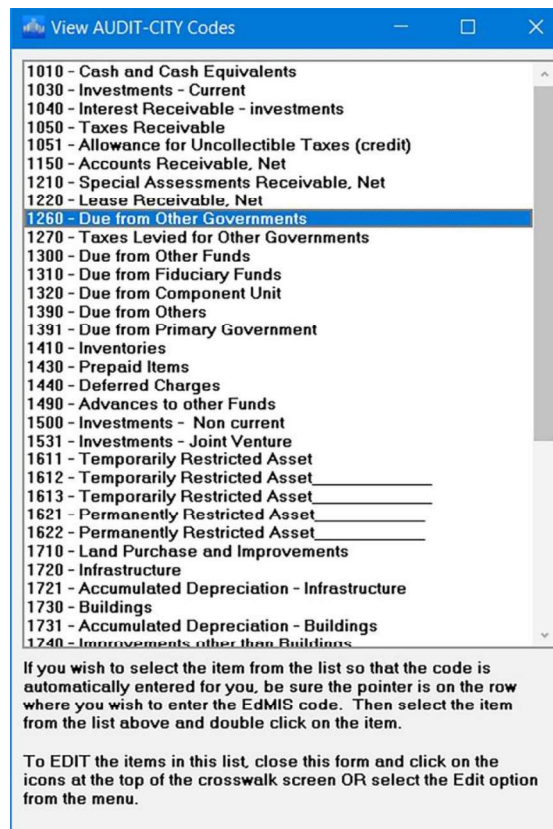 View AUDIT-CITY Codes
1010 - Cash and Cash Equivalents
1030 - Investments - Current
1040 - Interest Receivable - investments
1050 - Taxes Receivable
1051 - Allowance for Uncollectible Taxes (credit)
1150 - Accounts Receivable, Net
1210 - Special Assessments Receivable, Net
1220 - Lease Receivable, Net
1260 - Due from Other Governments
1270 - Taxes Levied for Other Governments
1300 - Due from Other Funds
1310 - Due from Fiduciary Funds
1320 - Due from Component Unit
1390 - Due from Others
1391 - Due from Primary Government
1410 - Inventories
1430 - Prepaid Items
1440 - Deferred Charges
1490 - Advances to other Funds
1500 - Investments -  Non current
1531 - Investments - Joint Venture
1611 - Temporarily Restricted Asset
1612 - Temporarily Restricted Asset______________
1613 - Temporarily Restricted Asset______________
1621 - Permanently Restricted Asset_____________
1622 - Permanently Restricted Asset_____________
1710 - Land Purchase and Improvements
1720 - Infrastructure
1721 - Accumulated Depreciation - Infrastructure
1730 - Buildings
1731 - Accumulated Depreciation - Buildings
1740 - Improvements other than Buildings
If you wish to select the item from the list so that the code is
automatically entered for you, be sure the pointer is on the row
where you wish to enter the EdMIS code.  Then select the item
from the list above and double click on the item.
To EDIT the items in this list, close this form and click on the
icons at the top of the crosswalk screen OR select the Edit option
from the menu.